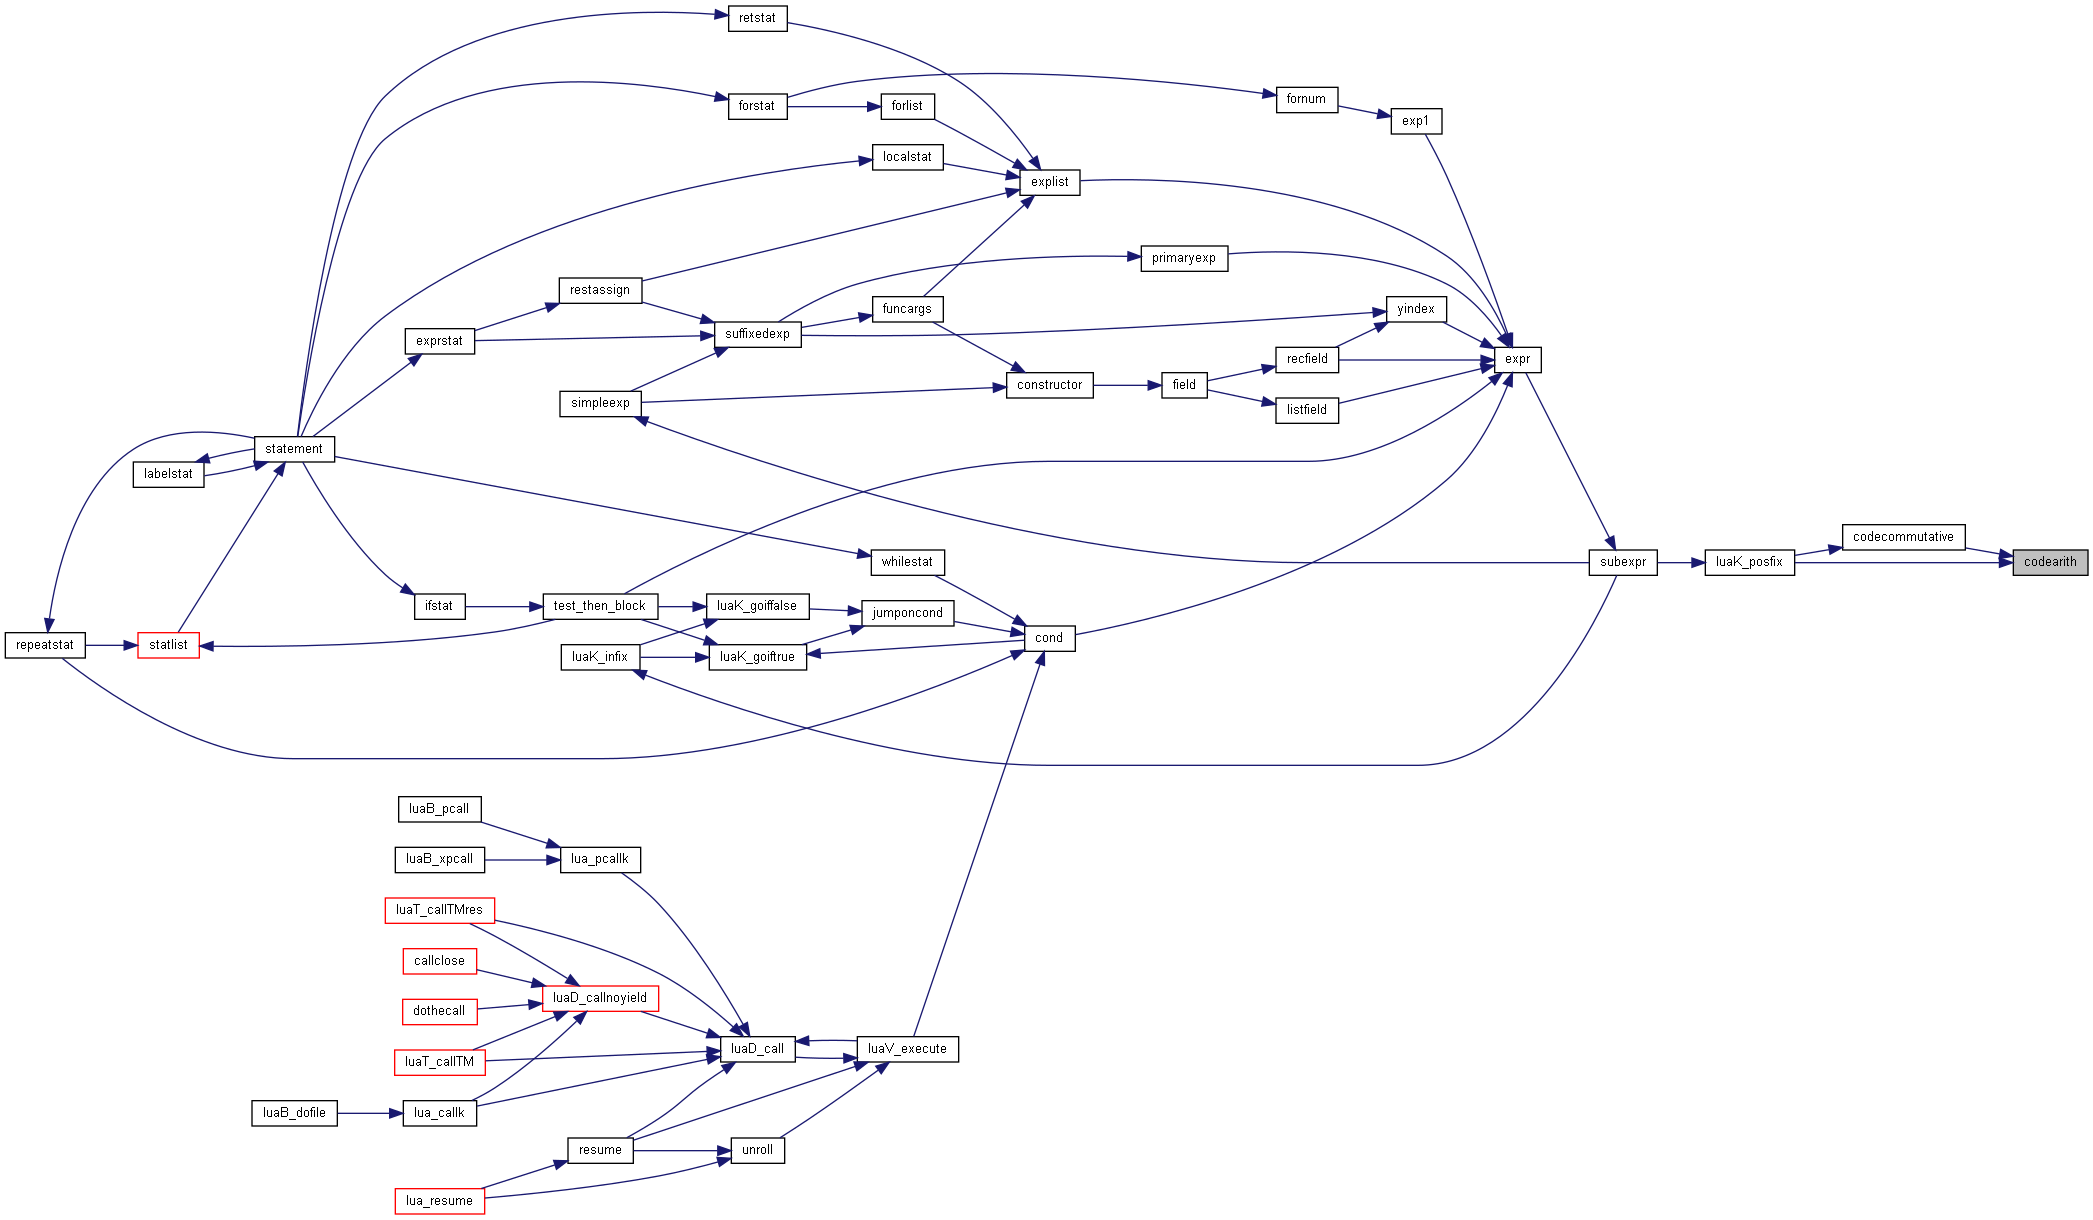 retstat
forstat
forlist
fornum
exp1
localstat
explist
primaryexp
restassign
funcargs
yindex
exprstat
suffixedexp
recfield
expr
simpleexp
constructor
field
listfield
statement
labelstat
codecommutative
whilestat
subexpr
luaK_posfix
codearith
ifstat
test_then_block
luaK_goiffalse
jumponcond
repeatstat
statlist
luaK_infix
luaK_goiftrue
cond
luaB_pcall
luaB_xpcall
lua_pcallk
luaT_callTMres
callclose
luaD_callnoyield
dothecall
luaT_callTM
luaD_call
luaV_execute
luaB_dofile
lua_callk
resume
unroll
lua_resume